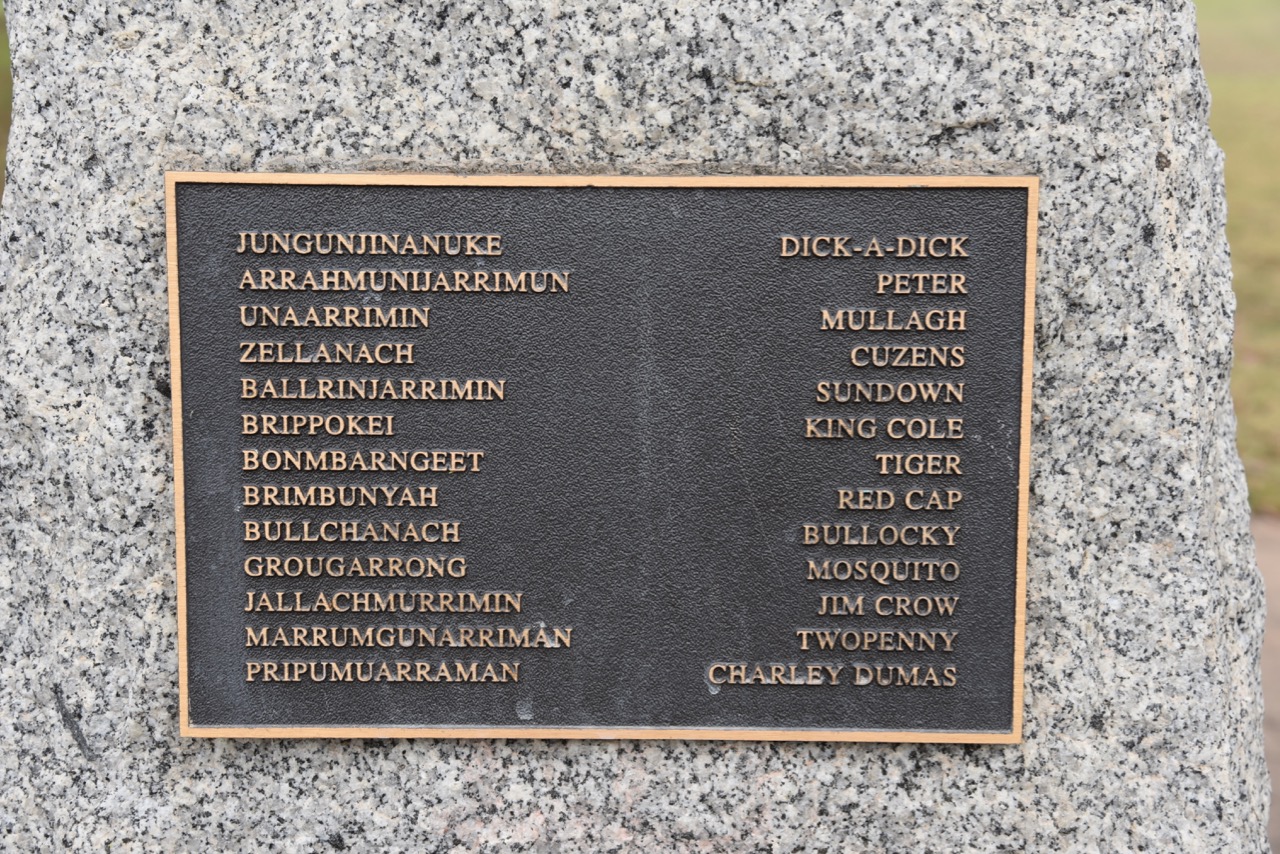 JUNGUNJINANUKE DICK-A-DICK
ARRAHMUNIJARRIMUN PETER
UNAARRIMIN MULLAGH
ZELLANACH CUZENS
BALLRINJARRIMIN SUNDOWN
BRIPPOKEI KING COLE
BONMBARNGEET TIGER
BRIMBUNYAH RED CAP
BULLCHANACH BULLOCKY
GROUGARRONG MOSQUITO
JALLACHMURRIMIN JIM CROW
MARRUMGUNARRIMAN TWOPENNY
PRIPUMUARRAMAN CHARLEY DUMAS